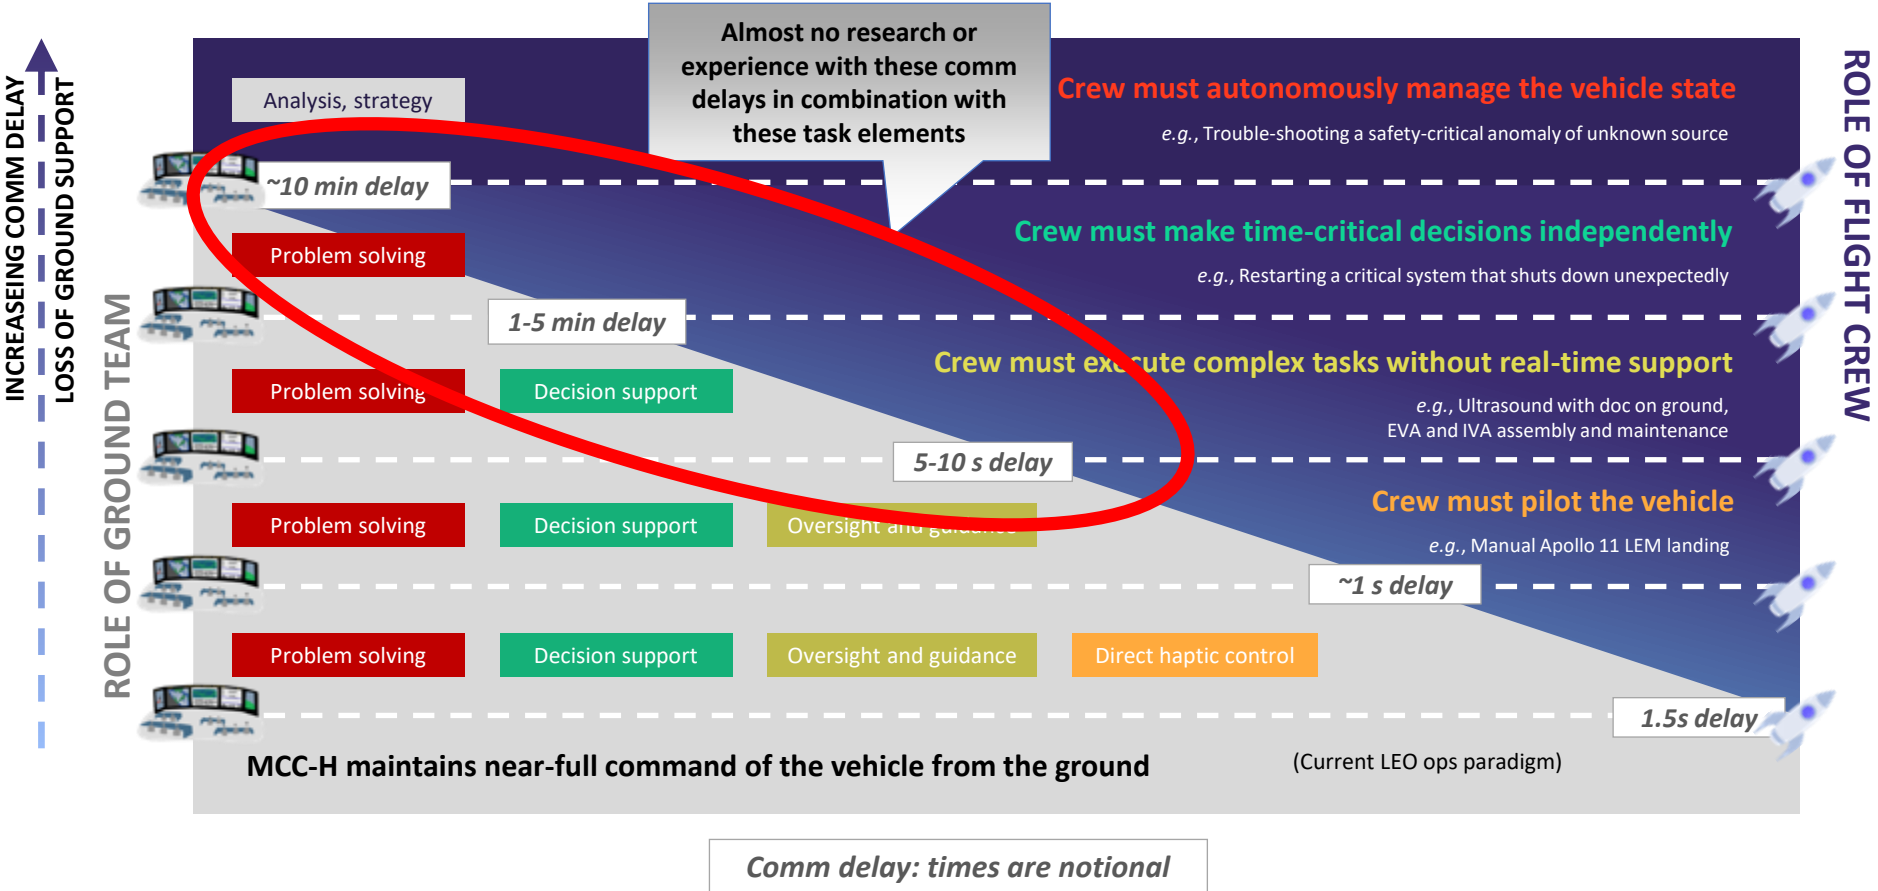 INCREASEING COMM DELAY
LOSS OF GROUND SUPPORT
ROLE OF GROUND TEAM
ROLE OF FLIGHT CREW
Almost no research or
experience with these comm
delays in combination with
these task elements
Analysis, strategy
Crew must autonomously manage the vehicle state
e.g., Trouble-shooting a safety-critical anomaly of unknown source
~10 min delay
Crew must make time-critical decisions independently
Problem solving
e.g., Restarting a critical system that shuts down unexpectedly
1-5 min delay
Crew must execute complex tasks without real-time support
Problem solving
Decision support
e.g., Ultrasound with doc on ground,
EVA and IVA assembly and maintenance
5-10 s delay
Crew must pilot the vehicle
Problem solving
Decision support
Oversight and guidance
e.g., Manual Apollo 11 LEM landing
~1 s delay
Problem solving
Decision support
Oversight and guidance
Direct haptic control
1.5s delay
MCC-H maintains near-full command of the vehicle from the ground
(Current LEO ops paradigm)
Comm delay: times are notional